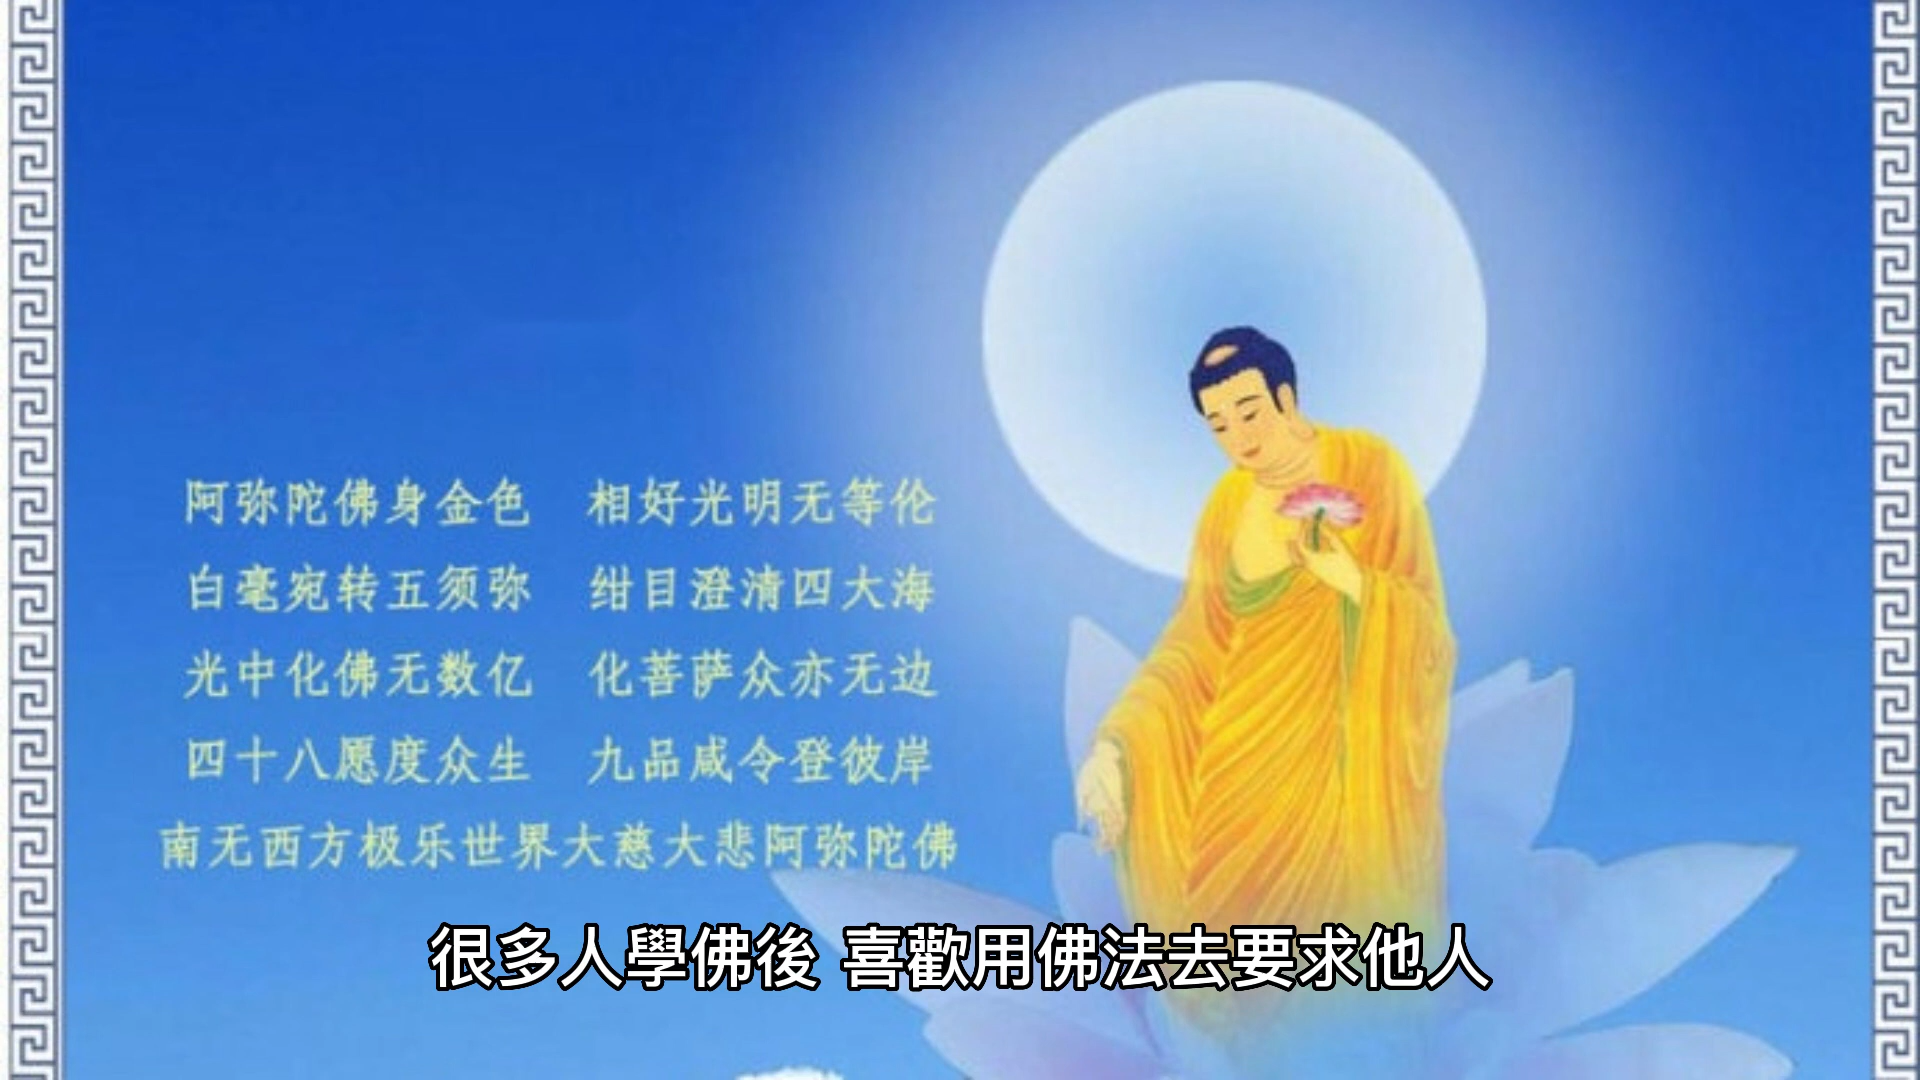 阿弥陀佛身金色 相好光明无等伦
白毫宛转五须弥 绀目澄清四大海
光中化佛无数亿 化菩萨众亦无边
四十八愿度众生 九品咸令登彼岸
南无西方极乐世界大慈大悲阿弥陀佛
很多人學佛後 喜歡用佛法去要求他人